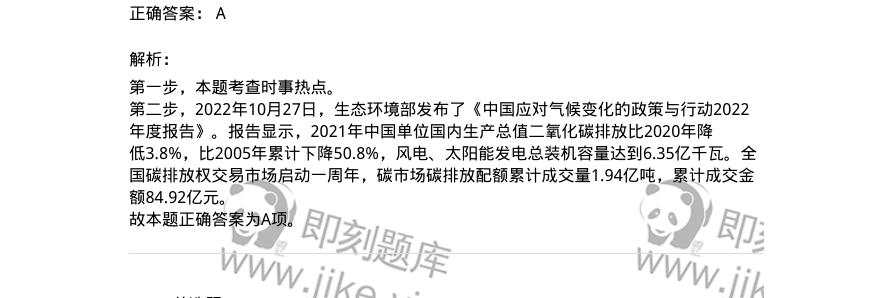 正确答案： A
解析：
第一步，本题考查时事热点。
第二步，2022年10月27日，生态环境部发布了《中国应对气候变化的政策与行动2022
年度报告》。报告显示，2021年中国单位国内生产总值二氧化碳排放比2020年降
低3.8%，比2005年累计下降50.8%，风电、太阳能发电总装机容量达到6.35亿千瓦。全
国碳排放权交易市场启动一周年，碳市场碳排放配额累计成交量1.94亿吨，累计成交金
额84.92亿元。
故本题正确答案为A项。
即刻题库
www.jike.
即刻
www.jik